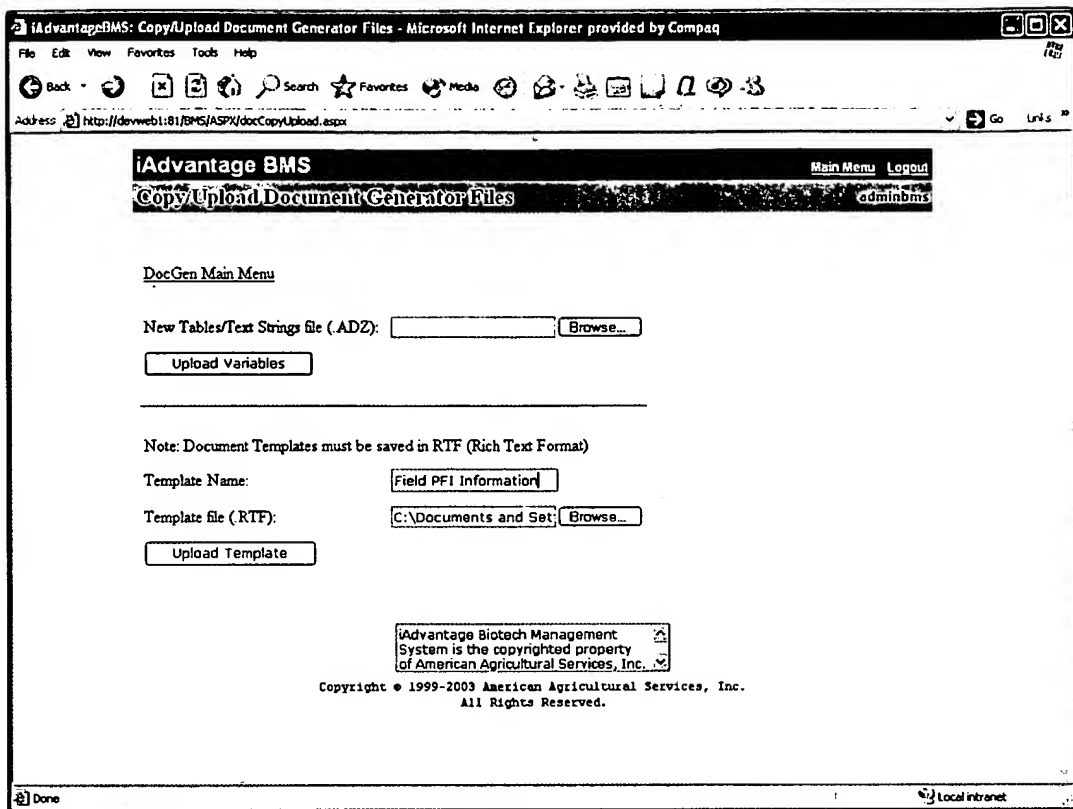 iAdvantageBMS: Copy/Upload Document Generator Files - Microsoft Internet Explorer provided by Compaq
File Edit View Favorites Tools Help
Back Search Favorites Media
Address http://devweb1:81/BMS/ASPX/docCopyUpload.aspx Go Links »
iAdvantage BMS Main Menu Logout
Copy/Upload Document Generator Files adminbms
DocGen Main Menu
New Tables/Text Strings file (.ADZ): Browse...
Upload Variables
Note: Document Templates must be saved in RTF (Rich Text Format)
Template Name: Field PFI Information
Template file (.RTF): C:\Documents and Set Browse...
Upload Template
iAdvantage Biotech Management
System is the copyrighted property
of American Agricultural Services, Inc.
Copyright © 1999-2003 American Agricultural Services, Inc.
All Rights Reserved.
Done Local intranet